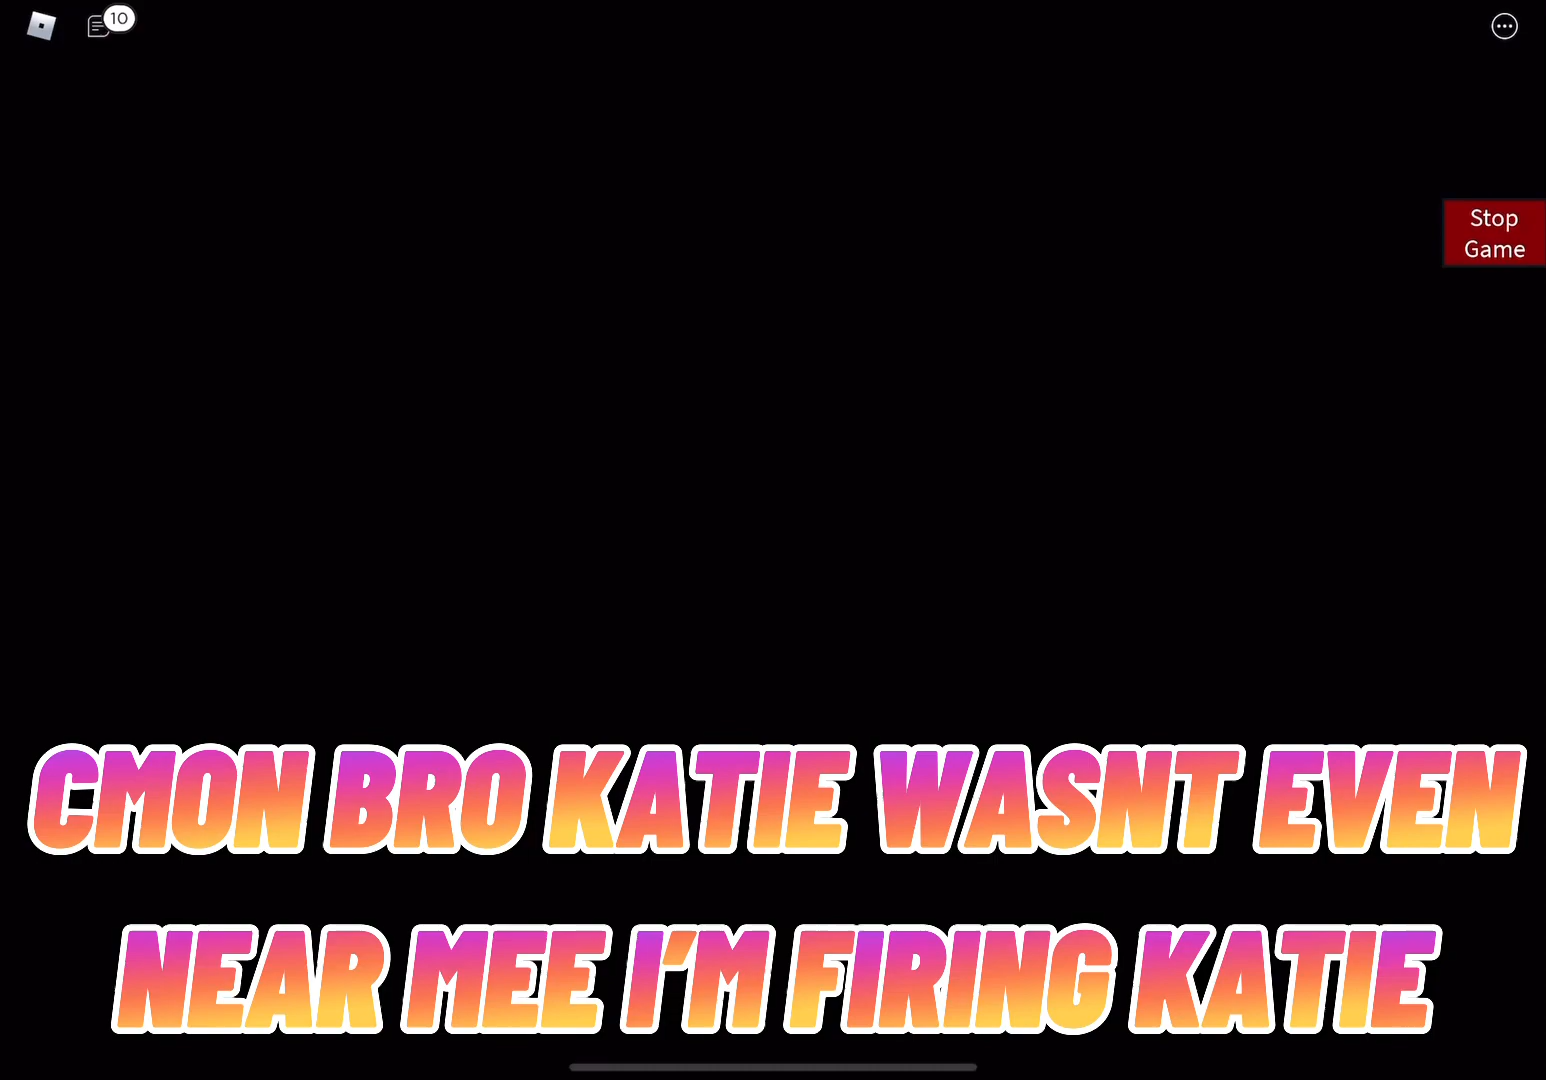 10
Stop
Game
CMON BRO KATIE WASNT EVEN
NEAR MEE I'M FIRING KATIE